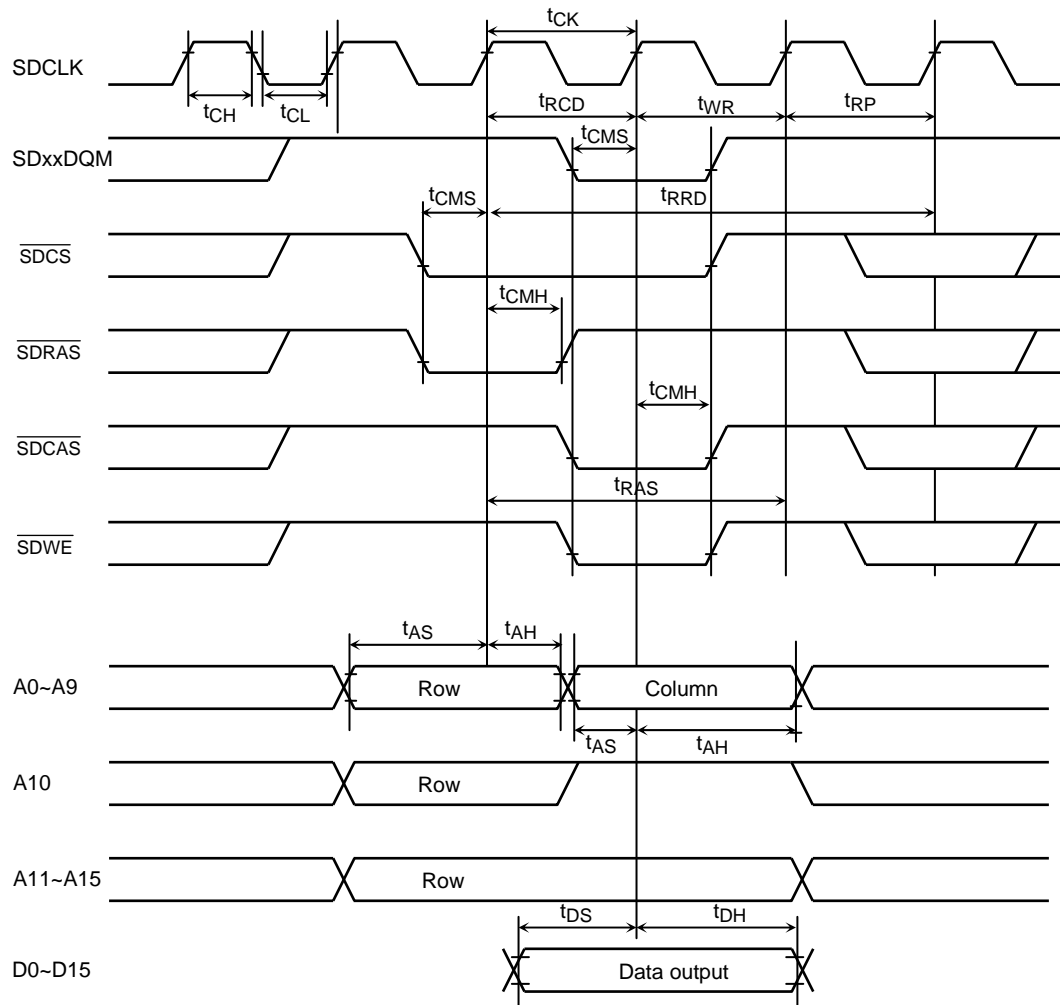 tCK
SDCLK
tCH tCL tRCD tWR tRP
SDxxDQM tCMS
tCMS tRRD
SDCS
tCMH
SDRAS
tCMH
SDCAS
tRAS
SDWE
tAS tAH
A0~A9 Row Column
tAS tAH
A10 Row
A11~A15 Row
tDS tDH
D0~D15 Data output